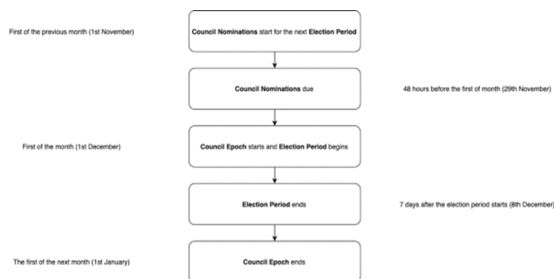 First of the previous month (1st November)
Council Nominations start for the next Election Period
Council Nominations due
48 hours before the first of month (29th November)
First of the month (1st December)
Council Epoch starts and Election Period begins
Election Period ends
7 days after the election period starts (8th December)
The first of the next month (1st January)
Council Epoch ends